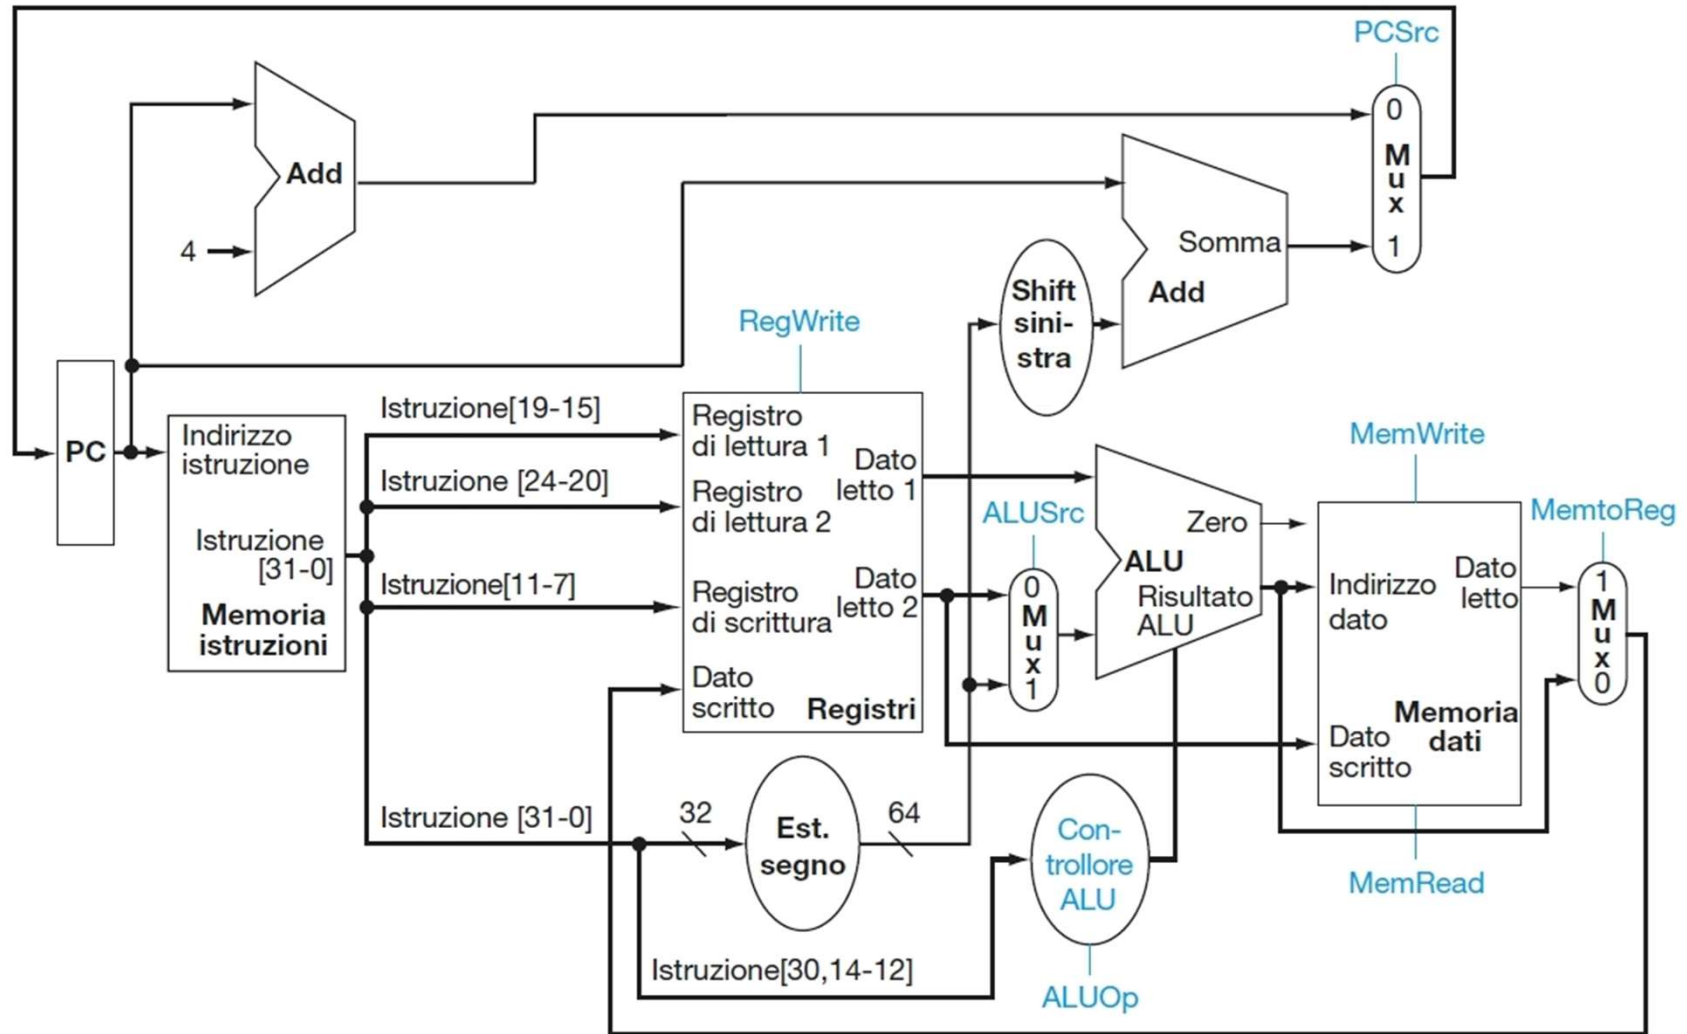 PCSrc
0
M
u
x
1
Add
4
Somma
Add
Shift
sini-
stra
RegWrite
PC
Indirizzo
istruzione
Istruzione
[31-0]
Memoria
istruzioni
Istruzione[19-15]
Istruzione [24-20]
Istruzione[11-7]
Istruzione [31-0]
Registro
di lettura 1
Registro
di lettura 2
Registro
di scrittura
Dato
scritto
Dato
letto 1
Dato
letto 2
Registri
ALUSrc
0
M
u
x
1
Zero
ALU
Risultato
ALU
MemWrite
Indirizzo
dato
Dato
letto
Memoria
dati
Dato
scritto
MemRead
MemtoReg
1
M
u
x
0
32
Est.
segno
64
Con-
trollore
ALU
ALUOp
Istruzione[30,14-12]